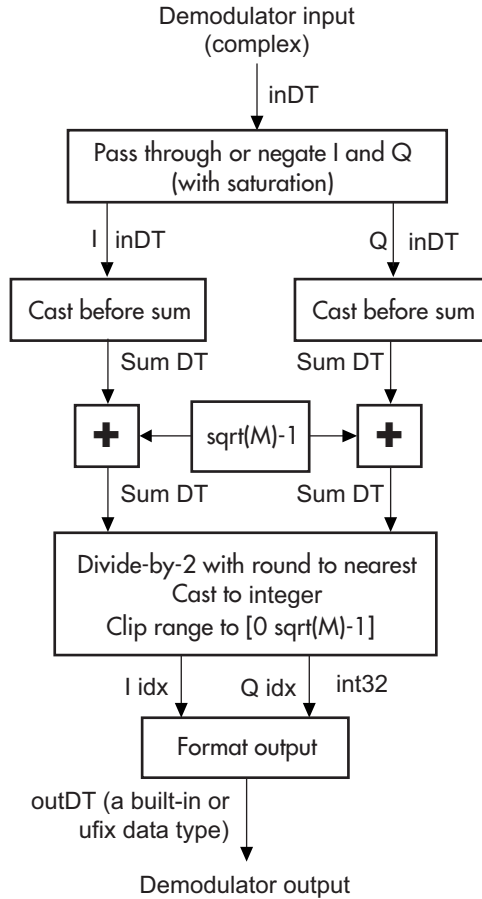 Demodulator input
(complex)
inDT
Pass through or negate I and Q
(with saturation)
I inDT
Q inDT
Cast before sum
Cast before sum
Sum DT
Sum DT
+
sqrt(M)-1
+
Sum DT
Sum DT
Divide-by-2 with round to nearest
Cast to integer
Clip range to [0 sqrt(M)-1]
I idx
Q idx
int32
Format output
outDT (a built-in or
ufix data type)
Demodulator output